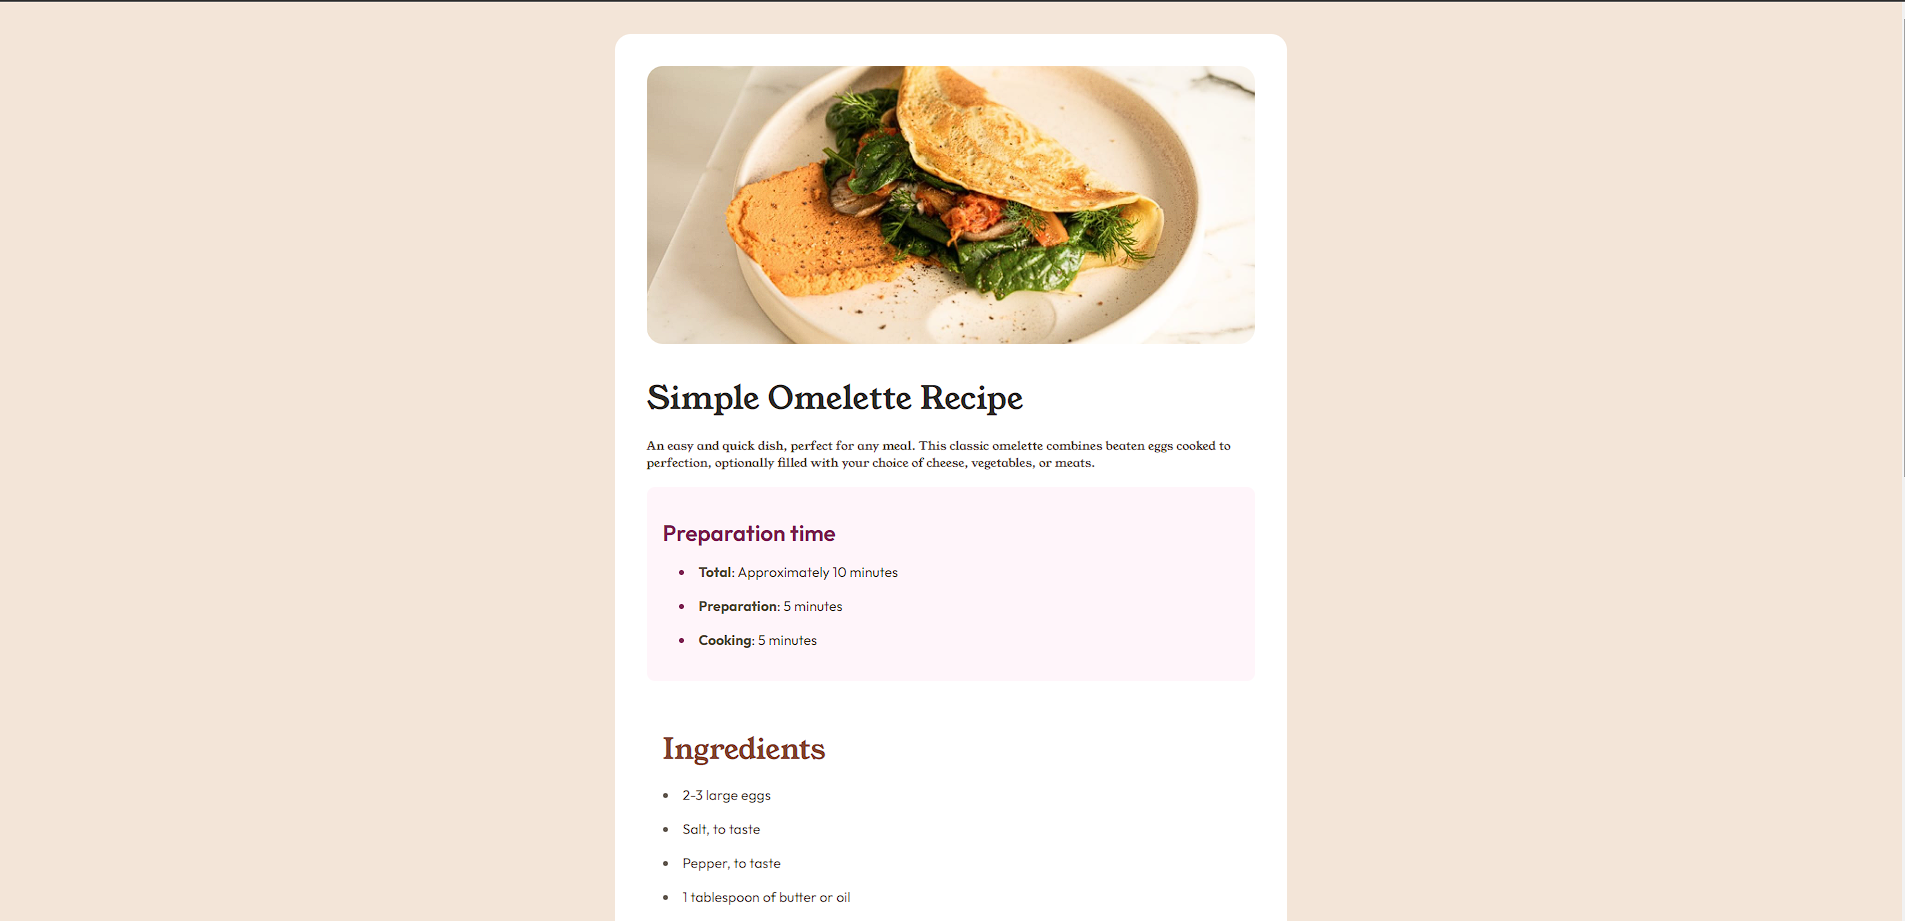 Simple Omelette Recipe
An easy and quick dish, perfect for any meal. This classic omelette combines beaten eggs cooked to
perfection, optionally filled with your choice of cheese, vegetables, or meats.
Preparation time
• Total: Approximately 10 minutes
• Preparation: 5 minutes
• Cooking: 5 minutes
Ingredients
• 2-3 large eggs
• Salt, to taste
• Pepper, to taste
• 1 tablespoon of butter or oil